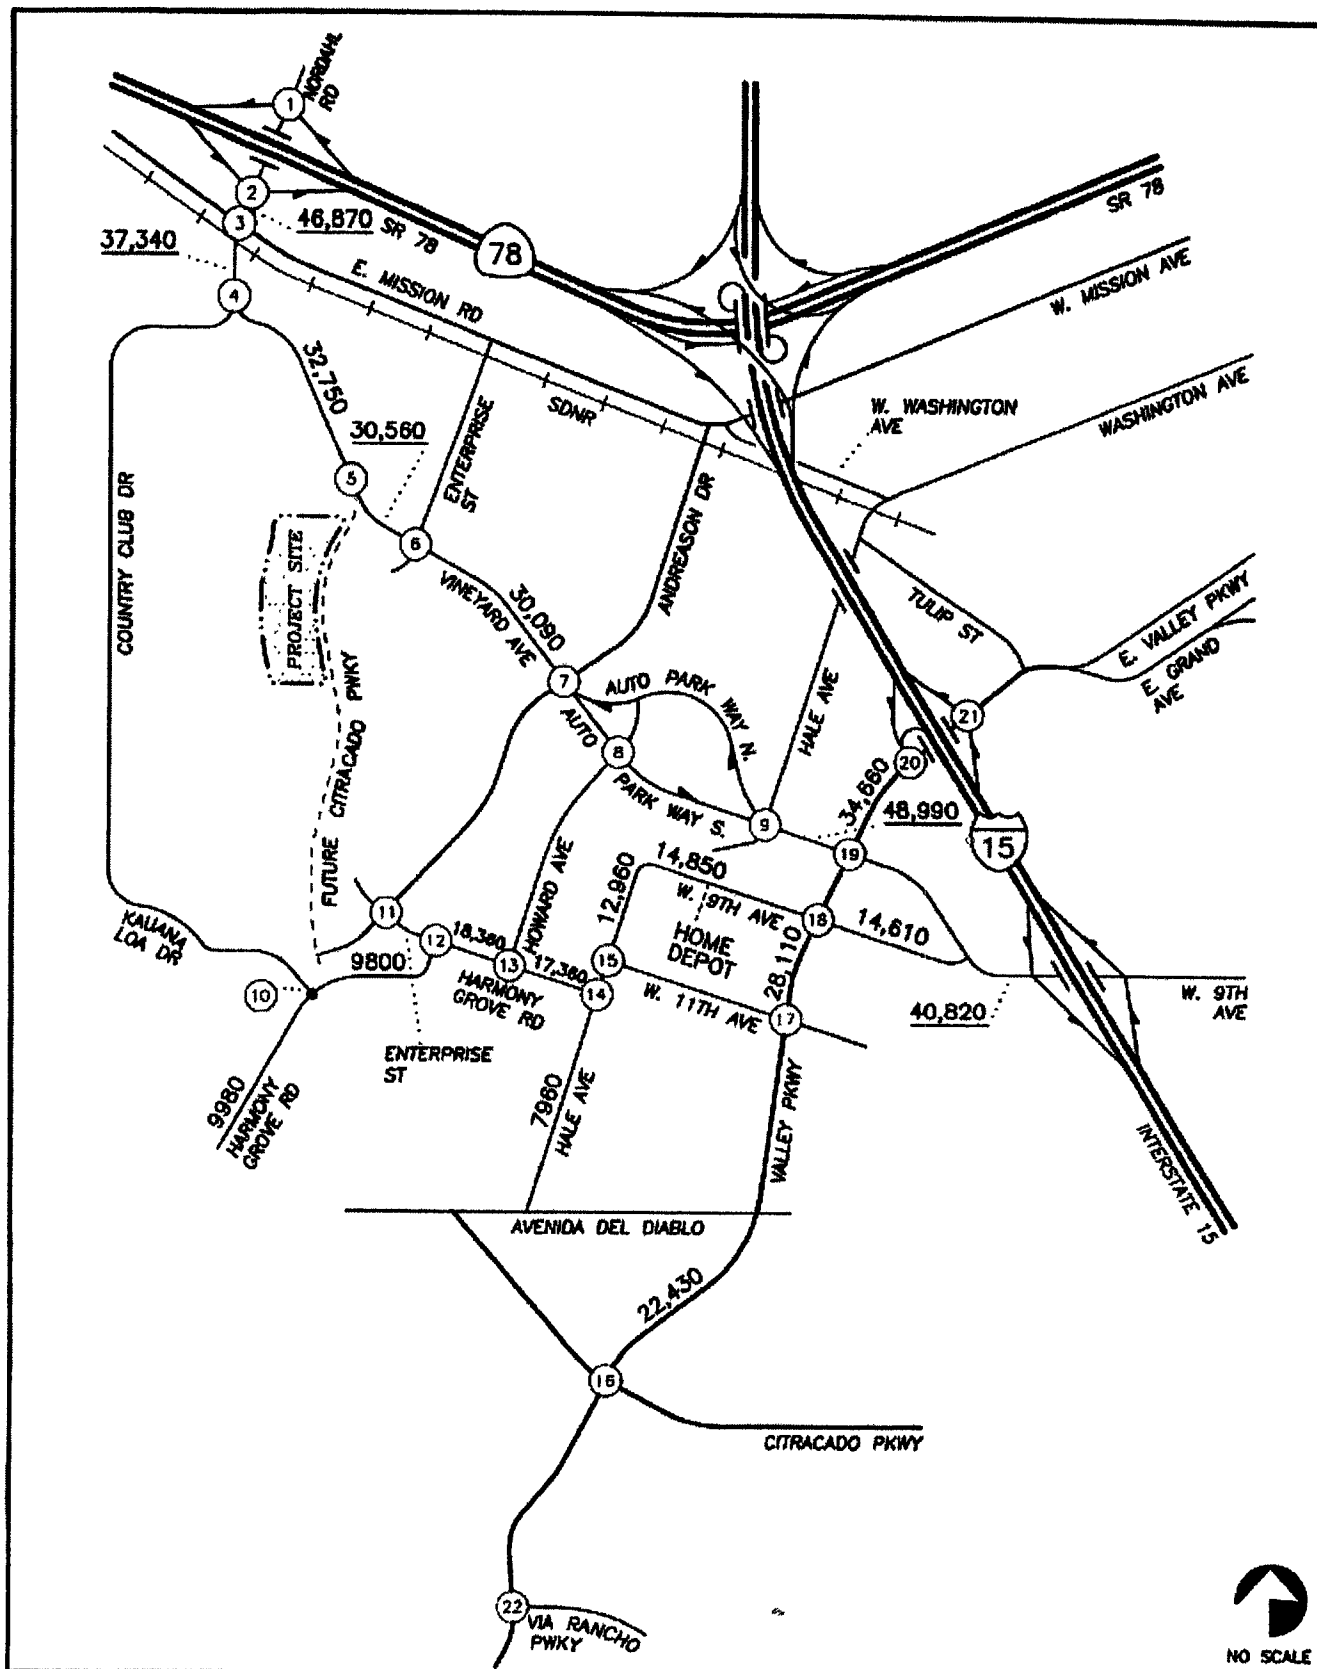 NORDAHL
RD
1
2
3
46,870
SR 78
37,340
78
SR 78
E. MISSION RD
W. MISSION AVE
4
32,750
SDNR
30,560
ENTERPRISE
ST
W. WASHINGTON
AVE
WASHINGTON AVE
COUNTRY CLUB DR
5
6
ANDREASON DR
PROJECT SITE
VINEYARD AVE
30,090
TULIP ST
E. VALLEY PKWY
E. GRAND
AVE
7
AUTO PARK WAY N.
HALE AVE
21
FUTURE CITRACADO PWKY
AUTO
8
PARK WAY S.
20
34,660
48,990
9
15
19
14,850
12,960
W. 9TH AVE
HOWARD AVE
KAUANA
LOA DR
11
12
18,360
18
14,610
HOME
DEPOT
9800
13
17,360
15
28,110
10
HARMONY
GROVE RD
14
W. 11TH AVE
17
40,820
W. 9TH
AVE
ENTERPRISE
ST
9980
HARMONY
GROVE RD
7960
HALE AVE
VALLEY PKWY
INTERSTATE 15
AVENIDA DEL DIABLO
22,430
16
CITRACADO PKWY
22
VIA RANCHO
PWKY
NO SCALE